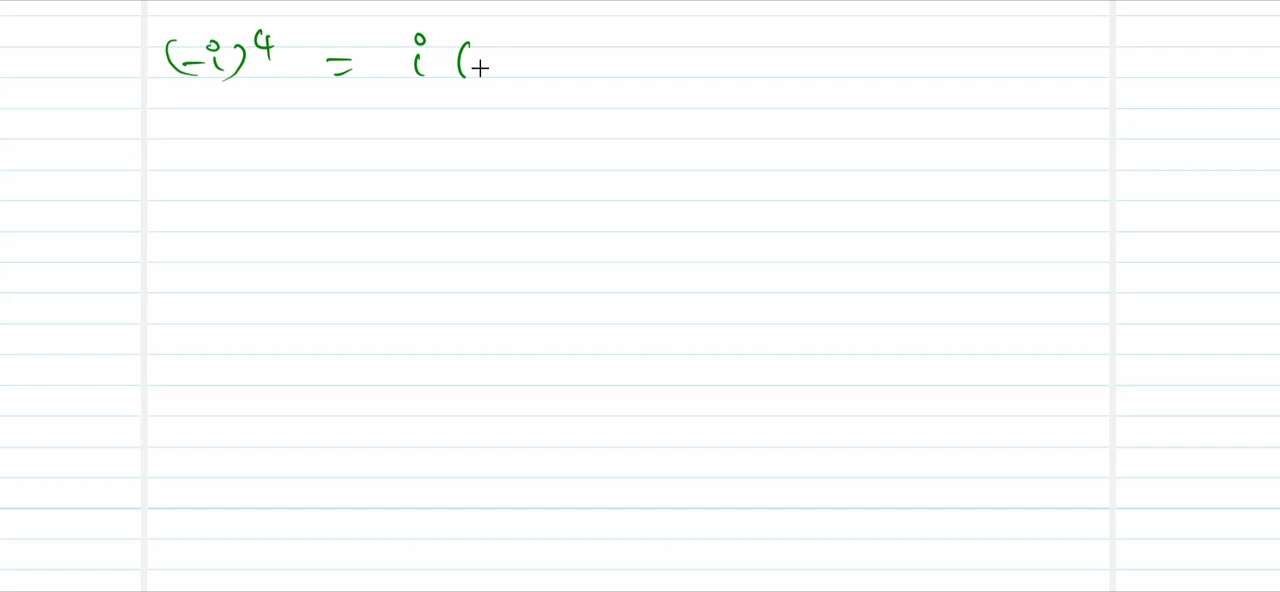 (-i)^4 = i (